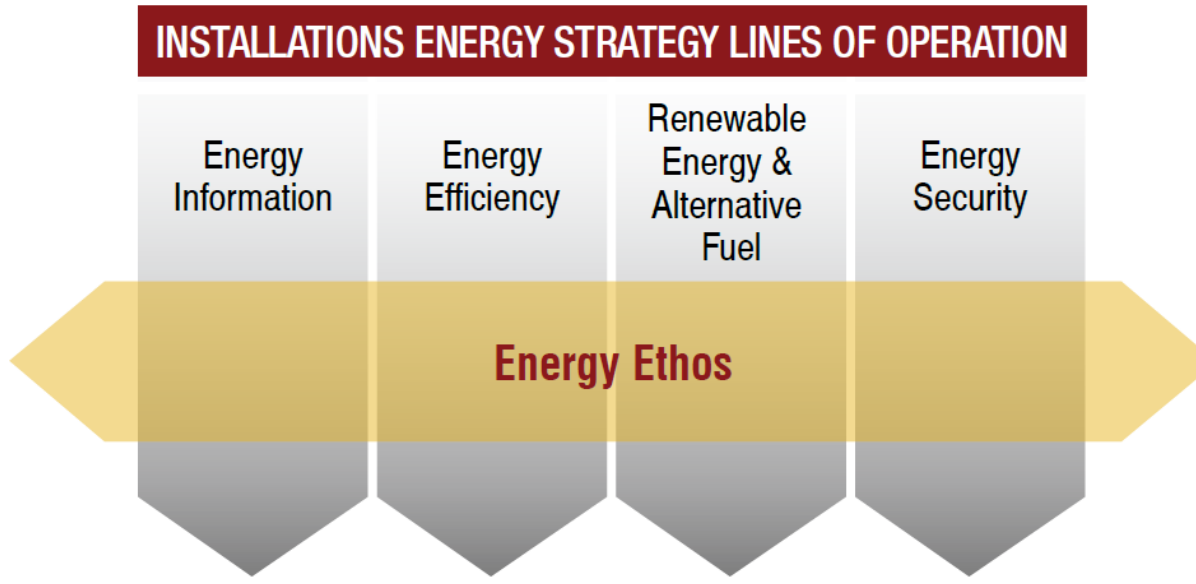 INSTALLATIONS ENERGY STRATEGY LINES OF OPERATION
Energy
Information
Energy
Efficiency
Renewable
Energy &
Alternative
Fuel
Energy
Security
Energy Ethos